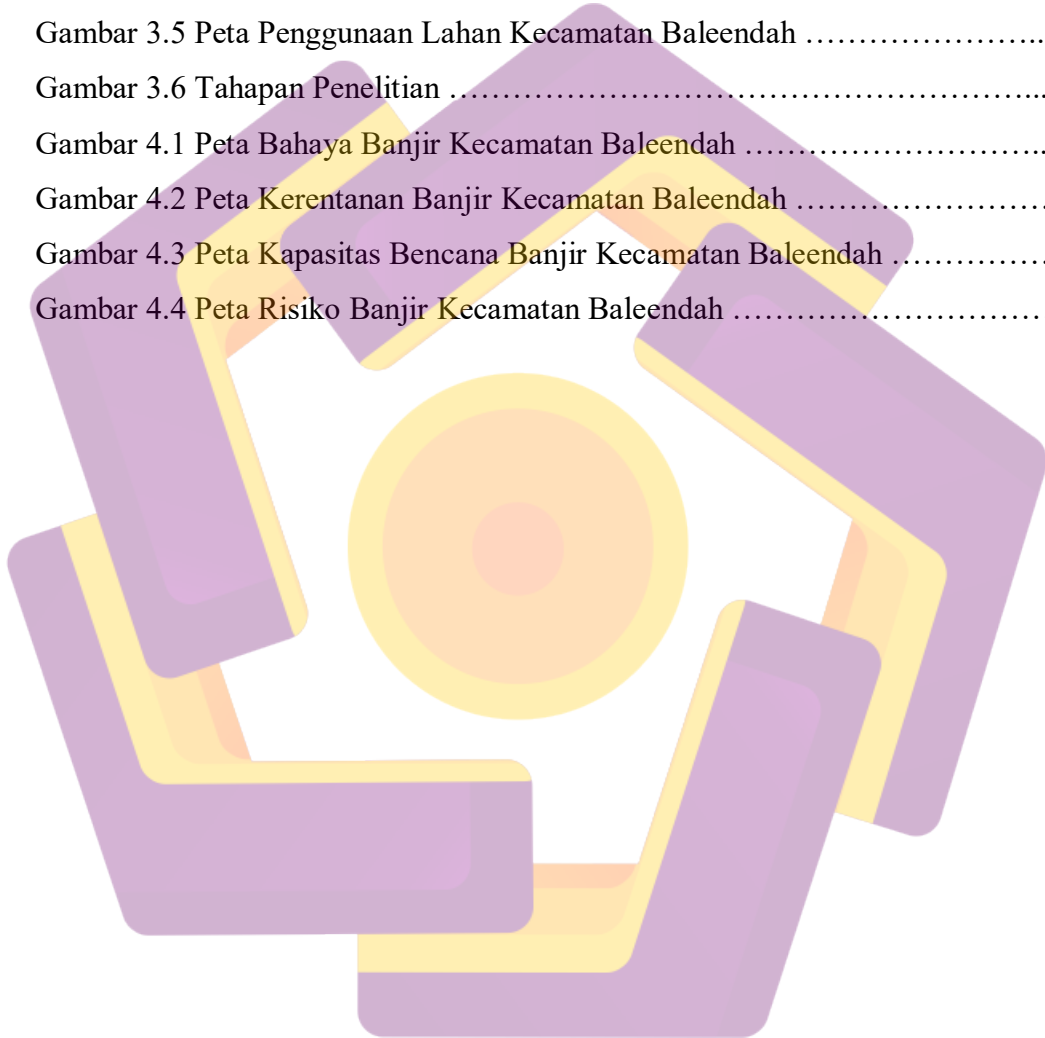 Gambar 3.5 Peta Penggunaan Lahan Kecamatan Baleendah …………………..
Gambar 3.6 Tahapan Penelitian ………………………………………………………...
Gambar 4.1 Peta Bahaya Banjir Kecamatan Baleendah …………………………..
Gambar 4.2 Peta Kerentanan Banjir Kecamatan Baleendah …………………….
Gambar 4.3 Peta Kapasitas Bencana Banjir Kecamatan Baleendah ……………
Gambar 4.4 Peta Risiko Banjir Kecamatan Baleendah ……………………………